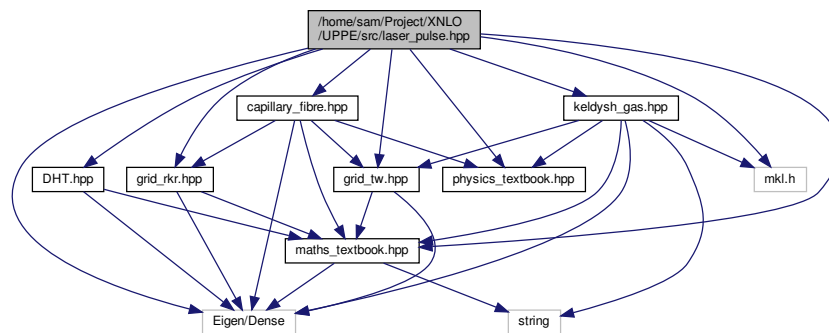 /home/sam/Project/XNLO
/UPPE/src/laser_pulse.hpp
capillary_fibre.hpp
keldysh_gas.hpp
DHT.hpp
grid_rkr.hpp
grid_tw.hpp
physics_textbook.hpp
mkl.h
maths_textbook.hpp
Eigen/Dense
string